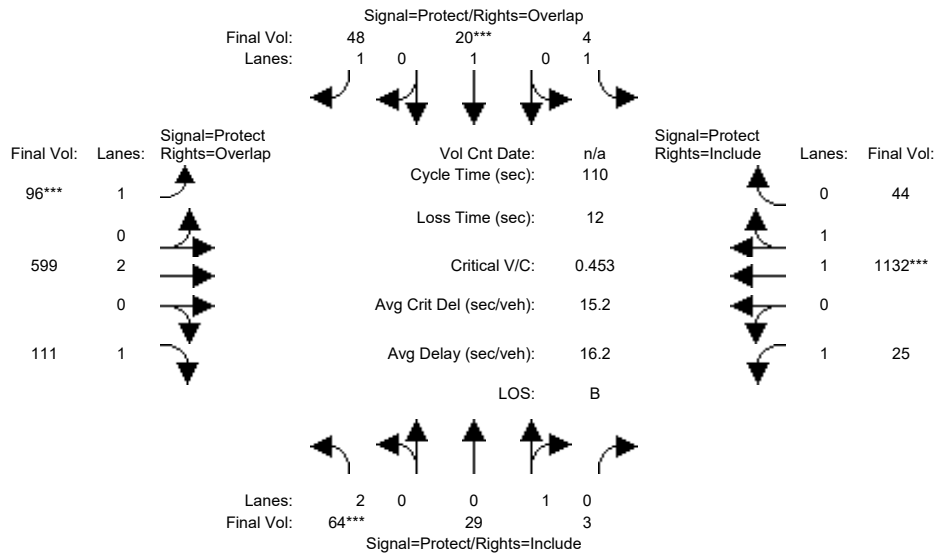 Signal=Protect/Rights=Overlap
Final Vol: 48 20*** 4
Lanes: 1 0 1 0 1
Signal=Protect
Final Vol: Lanes: Rights=Overlap
Vol Cnt Date: n/a
Cycle Time (sec): 110
Signal=Protect
Rights=Include Lanes: Final Vol:
96*** 1
0 44
Loss Time (sec): 12
0
1
599 2
Critical V/C: 0.453
1 1132***
0
Avg Crit Del (sec/veh): 15.2
0
111 1
Avg Delay (sec/veh): 16.2
1 25
LOS: B
Lanes: 2 0 0 1 0
Final Vol: 64*** 29 3
Signal=Protect/Rights=Include